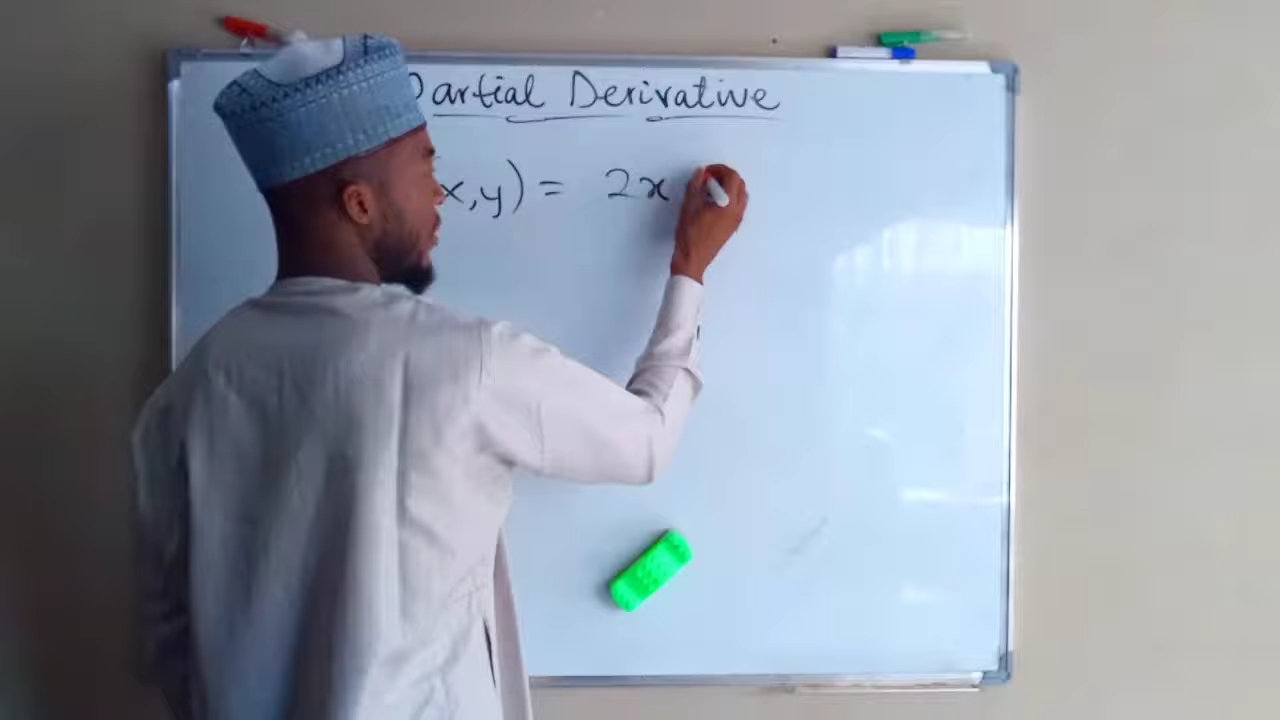 Partial Derivative
x,y) = 2x